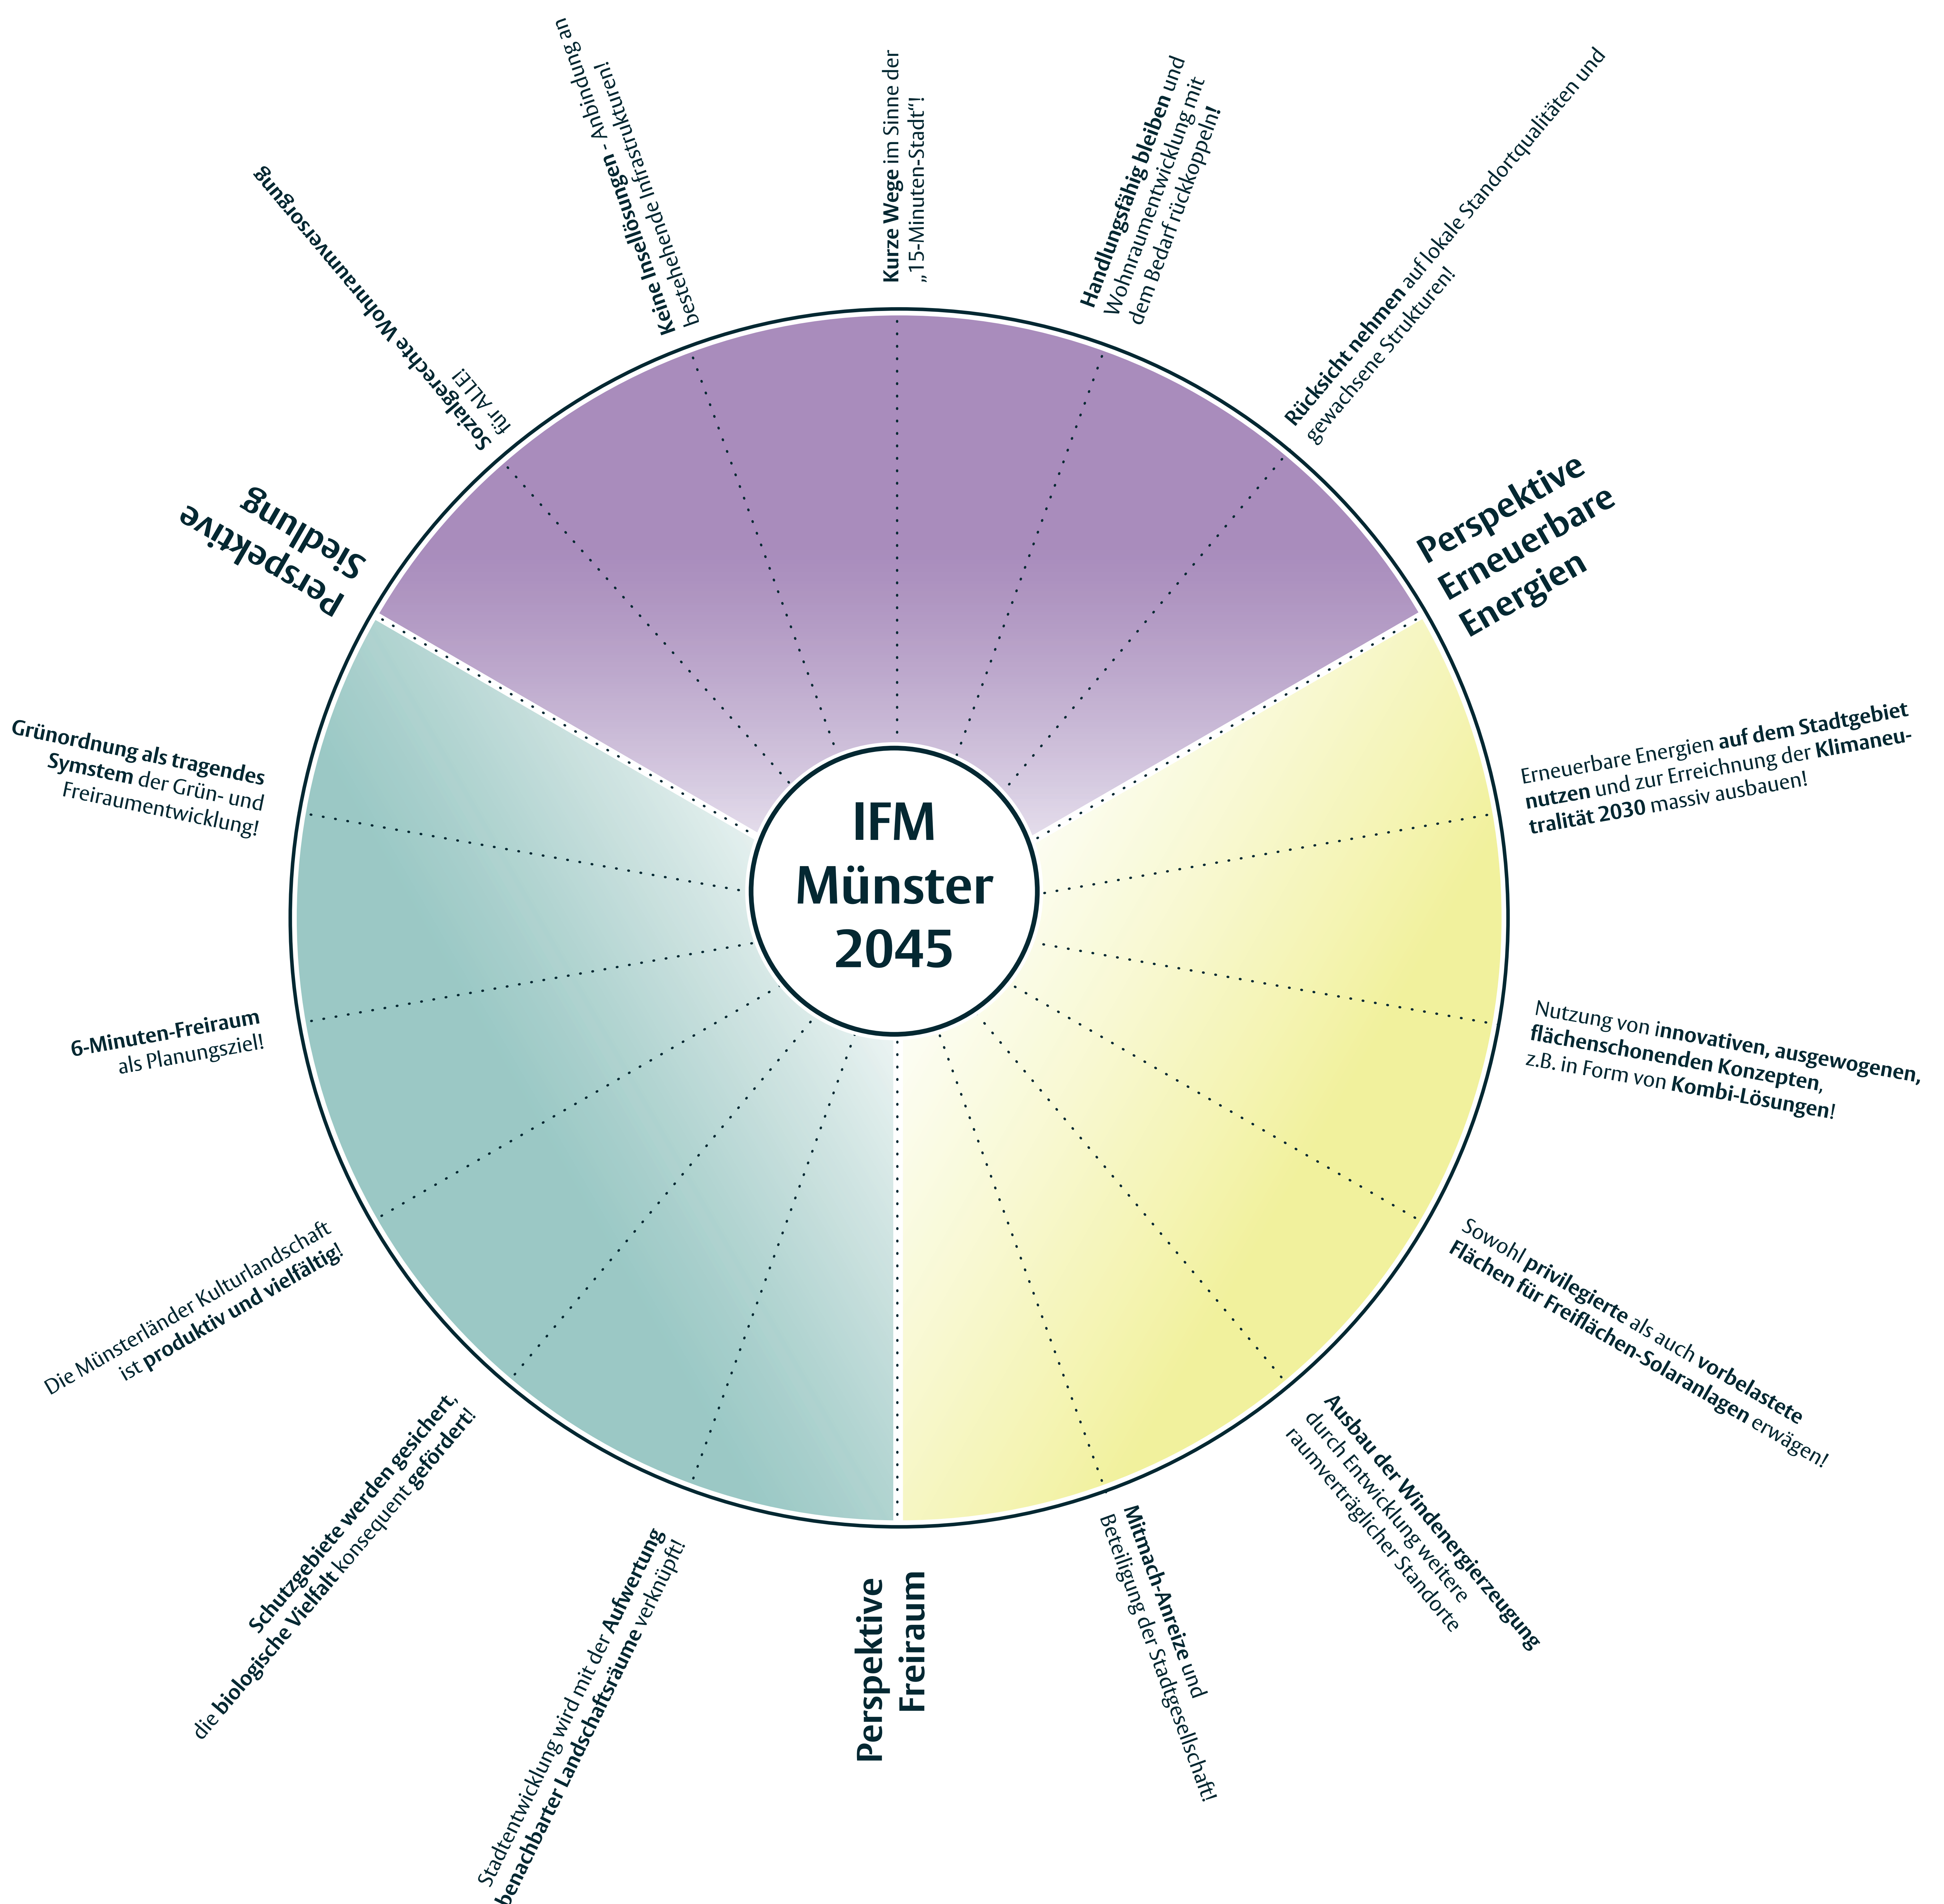 IFM
Münster
2045
Perspektive
Siedlung
Sozialgerechte Wohnraumversorgung
für ALLE!
Keine Insellösungen - Anbindung an
bestehehende Infrastrukturen!
Kurze Wege im Sinne der
„15-Minuten-Stadt“!
Handlungsfähig bleiben und
Wohnraumentwicklung mit
dem Bedarf rückkoppeln!
Rücksicht nehmen auf lokale Standortqualitäten und
gewachsene Strukturen!
Perspektive
Erneuerbare
Energien
Erneuerbare Energien auf dem Stadtgebiet
nutzen und zur Erreichnung der Klimaneu-
tralität 2030 massiv ausbauen!
Nutzung von innovativen, ausgewogenen,
flächenschonenden Konzepten,
z.B. in Form von Kombi-Lösungen!
Sowohl privilegierte als auch vorbelastete
Flächen für Freiflächen-Solaranlagen erwägen!
Ausbau der Windenergierzeugung
durch Entwicklung weitere
raumverträglicher Standorte
Mitmach-Anreize und
Beteiligung der Stadtgesellschaft!
Perspektive
Freiraum
Stadtentwicklung wird mit der Aufwertung
benachbarter Landschaftsräume verknüpft!
Schutzgebiete werden gesichert,
die biologische Vielfalt konsequent gefördert!
Die Münsterländer Kulturlandschaft
ist produktiv und vielfältig!
6-Minuten-Freiraum
als Planungsziel!
Grünordnung als tragendes
Symstem der Grün- und
Freiraumentwicklung!